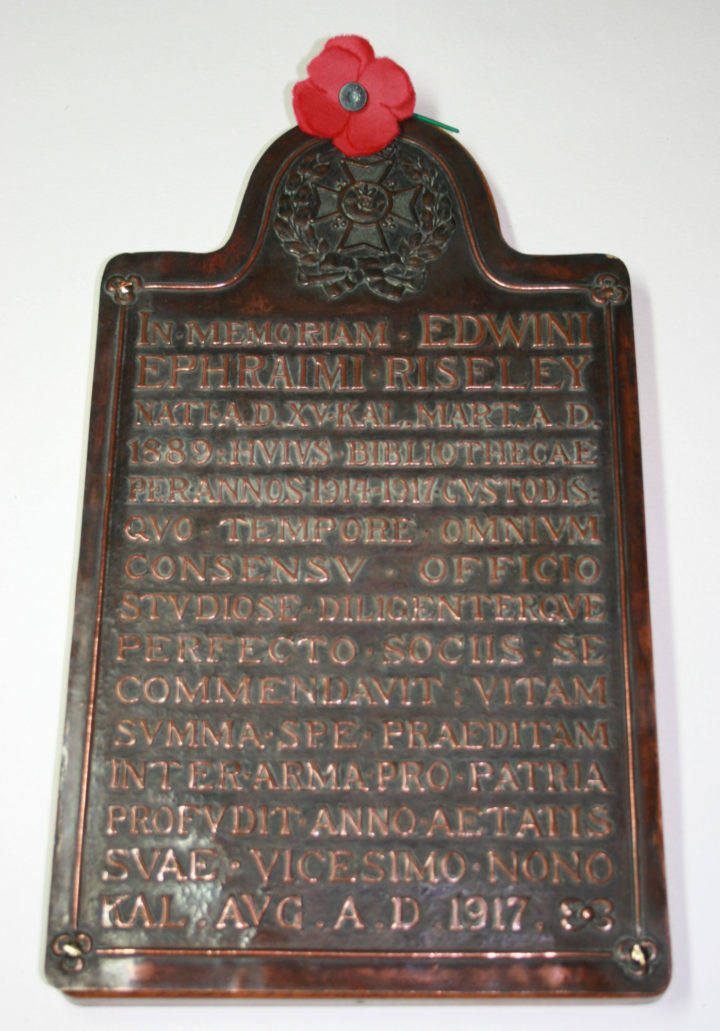 IN · MEMORIAM · EDWINI
EPHRAIMI · RISELEY
NATI · A.D. XV · KAL. MART. A. D.
1889 : HVIVS · BIBLIOTHECAE
PER · ANNOS · 1914-1917 · CVSTODIS :
QVO · TEMPORE · OMNIVM
CONSENSV · OFFICIO
STVDIOSE · DILIGENTERQVE
PERFECTO · SOCIIS · SE
COMMENDAVIT : VITAM
SVMMA · SPE · PRAEDITAM
INTER · ARMA · PRO · PATRIA
PROFVDIT · ANNO · AETATIS
SVAE · VICESIMO · NONO
KAL . AVG . A . D . 1917 .